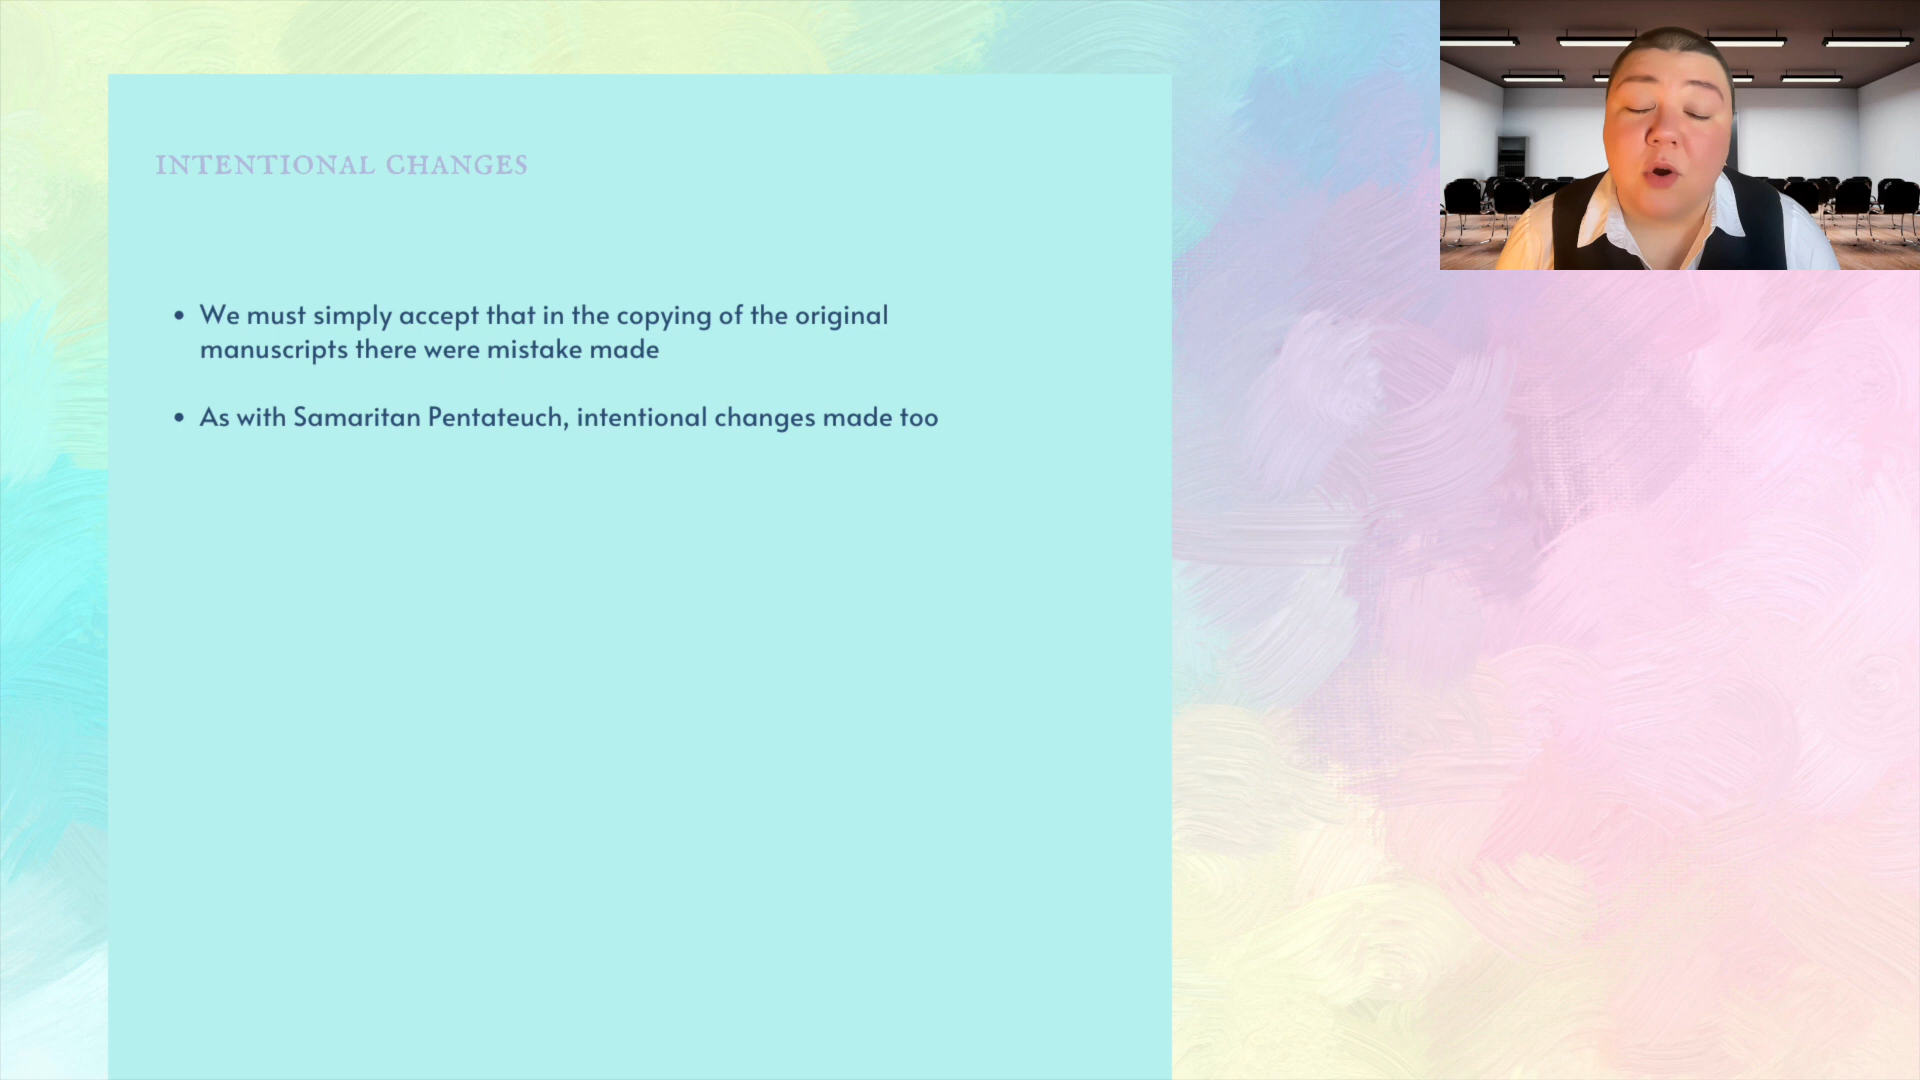 INTENTIONAL CHANGES
• We must simply accept that in the copying of the original
manuscripts there were mistake made
• As with Samaritan Pentateuch, intentional changes made too